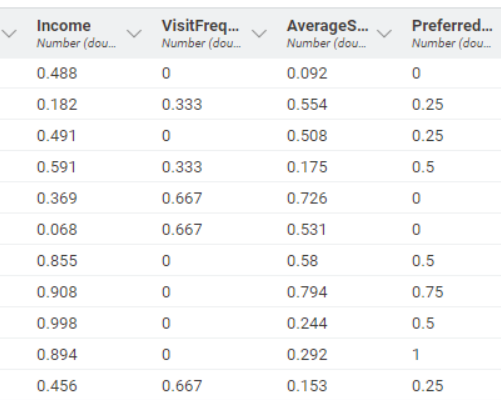 Income VisitFreq... AverageS... Preferred...
Number (dou... Number (dou... Number (dou... Number (dou...
0.488 0 0.092 0
0.182 0.333 0.554 0.25
0.491 0 0.508 0.25
0.591 0.333 0.175 0.5
0.369 0.667 0.726 0
0.068 0.667 0.531 0
0.855 0 0.58 0.5
0.908 0 0.794 0.75
0.998 0 0.244 0.5
0.894 0 0.292 1
0.456 0.667 0.153 0.25